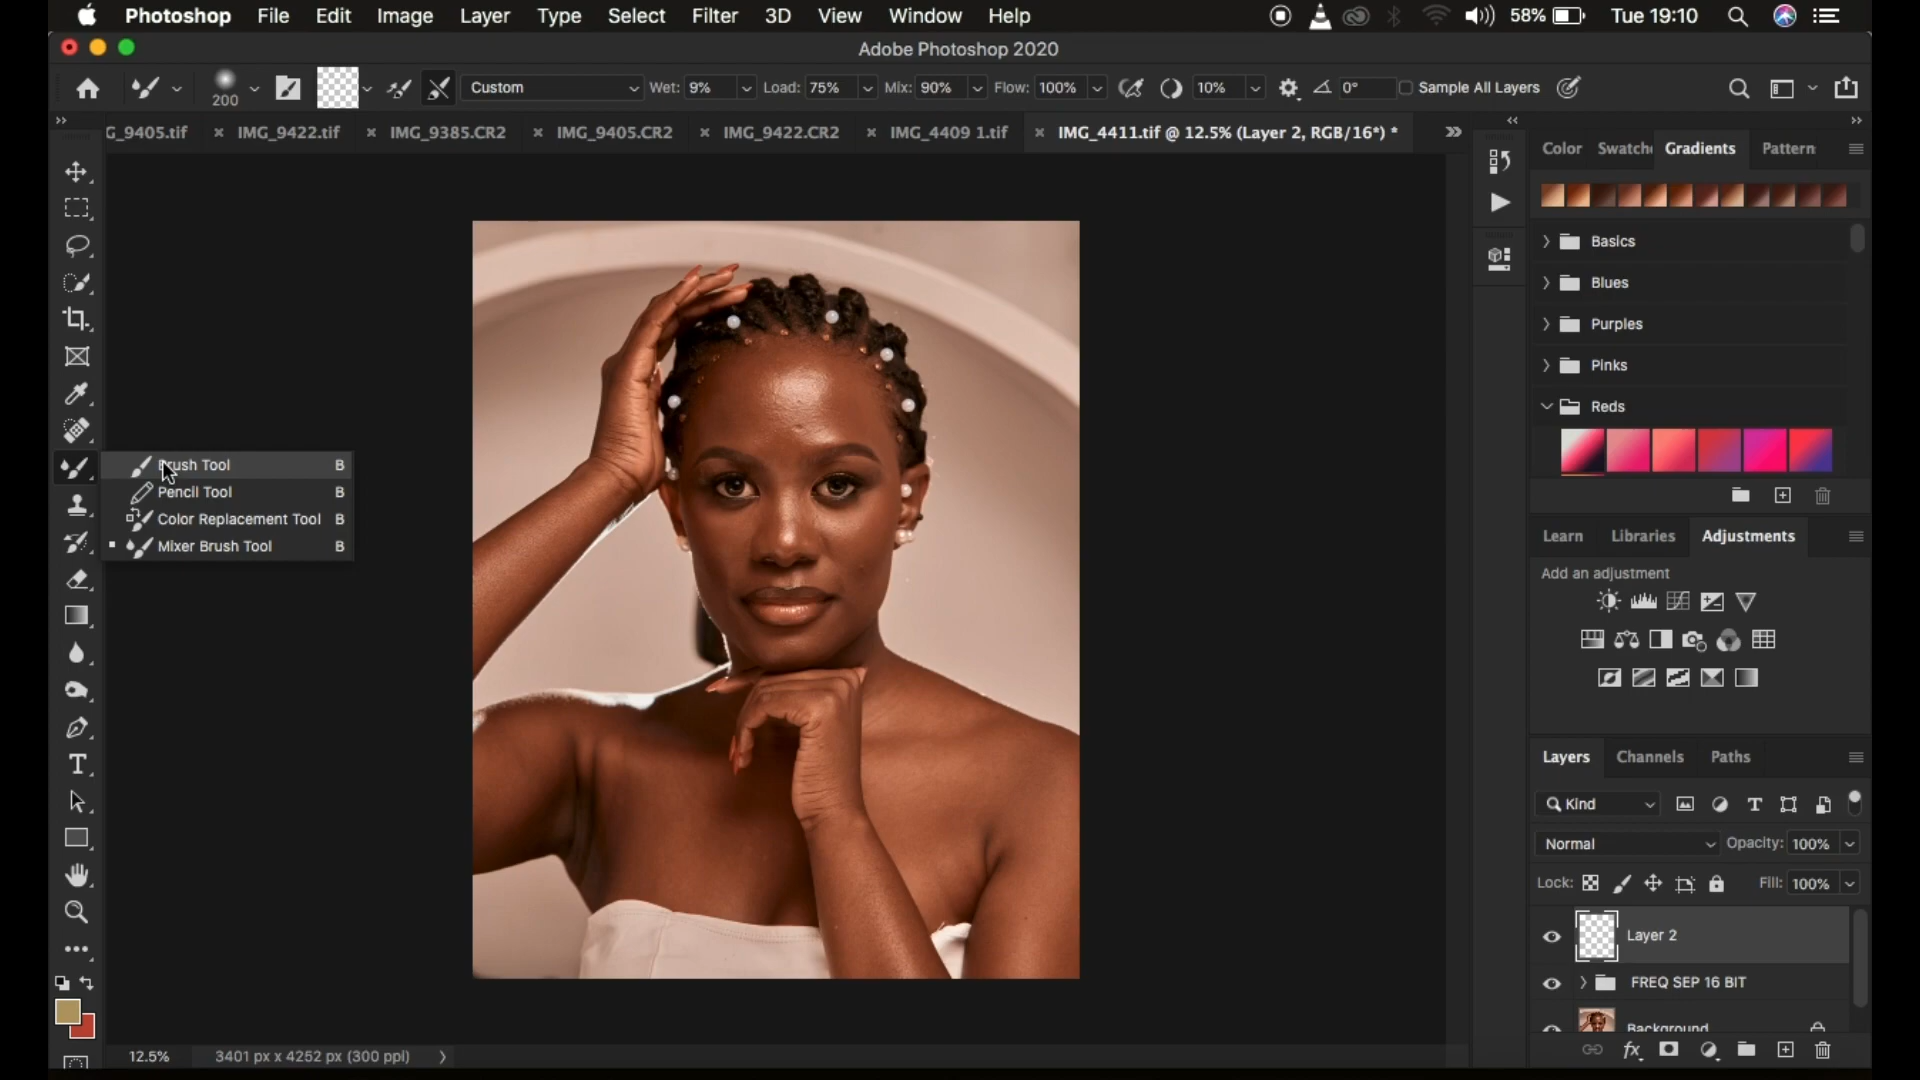 Photoshop File Edit Image Layer Type Select Filter 3D View Window Help 58% Tue 19:10
Adobe Photoshop 2020
200 Custom Wet: 9% Load: 75% Mix: 90% Flow: 100% 10% 0° Sample All Layers
G_9405.tif IMG_9422.tif IMG_9385.CR2 IMG_9405.CR2 IMG_9422.CR2 IMG_4409 1.tif IMG_4411.tif @ 12.5% (Layer 2, RGB/16*) *
Color Swatche Gradients Pattern
Basics
Blues
Purples
Pinks
Reds
Brush Tool B
Pencil Tool B
Color Replacement Tool B
Mixer Brush Tool B
Learn Libraries Adjustments
Add an adjustment
Layers Channels Paths
Kind
Normal Opacity: 100%
Lock: Fill: 100%
Layer 2
FREQ SEP 16 BIT
Background
12.5% 3401 px x 4252 px (300 ppi)